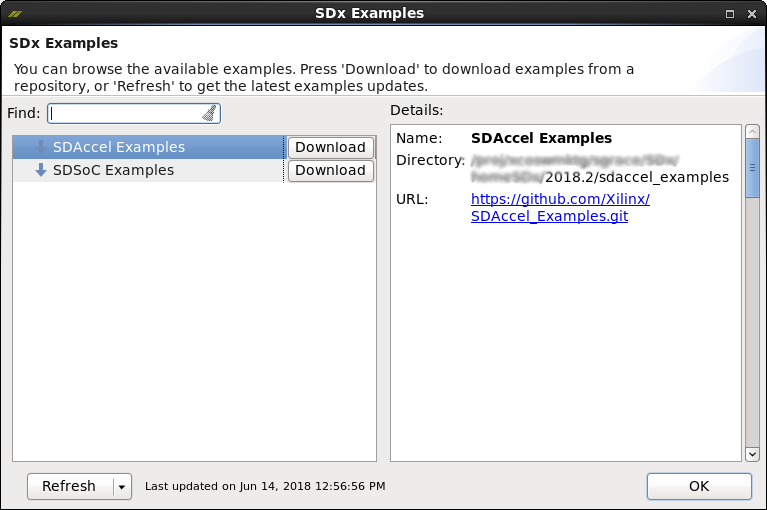 SDx Examples
SDx Examples
You can browse the available examples. Press 'Download' to download examples from a
repository, or 'Refresh' to get the latest examples updates.
Find:
Details:
SDAccel Examples Download
SDSoC Examples Download
Name: SDAccel Examples
Directory:
/2018.2/sdaccel_examples
URL: https://github.com/Xilinx/
SDAccel_Examples.git
Refresh
Last updated on Jun 14, 2018 12:56:56 PM
OK